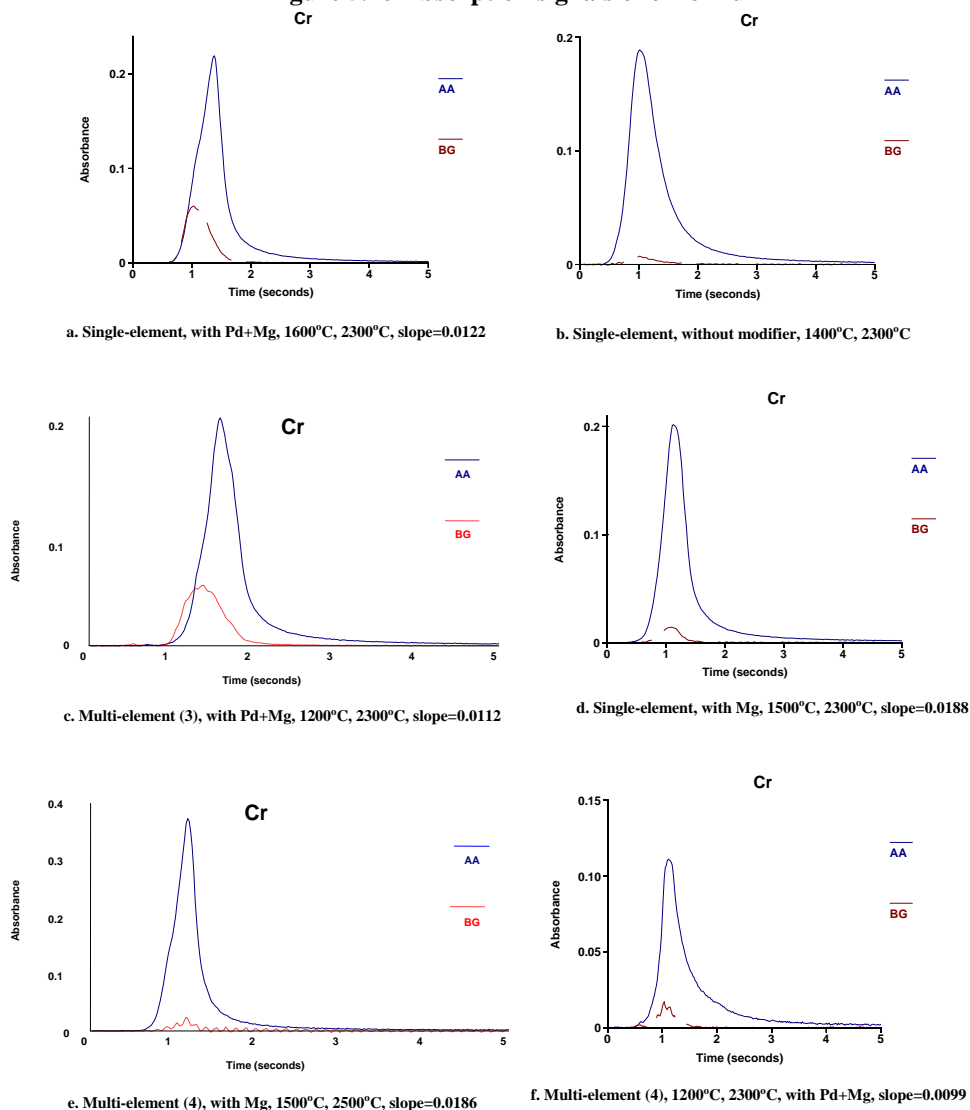 Cr
0.2
0.1
0
Absorbance
0 1 2 3 4 5
Time (seconds)
AA
BG
a. Single-element, with Pd+Mg, 1600°C, 2300°C, slope=0.0122
Cr
0.2
0.1
0
Absorbance
0 1 2 3 4 5
Time (seconds)
AA
BG
b. Single-element, without modifier, 1400°C, 2300°C
Cr
0.2
0.1
0
Absorbance
0 1 2 3 4 5
Time (seconds)
AA
BG
c. Multi-element (3), with Pd+Mg, 1200°C, 2300°C, slope=0.0112
Cr
0.2
0.1
0
Absorbance
0 1 2 3 4 5
Time (seconds)
AA
BG
d. Single-element, with Mg, 1500°C, 2300°C, slope=0.0188
Cr
0.4
0.3
0.2
0.1
0
Absorbance
0 1 2 3 4 5
Time (seconds)
AA
BG
e. Multi-element (4), with Mg, 1500°C, 2500°C, slope=0.0186
Cr
0.15
0.10
0.05
0
Absorbance
0 1 2 3 4 5
Time (seconds)
AA
BG
f. Multi-element (4), 1200°C, 2300°C, with Pd+Mg, slope=0.0099